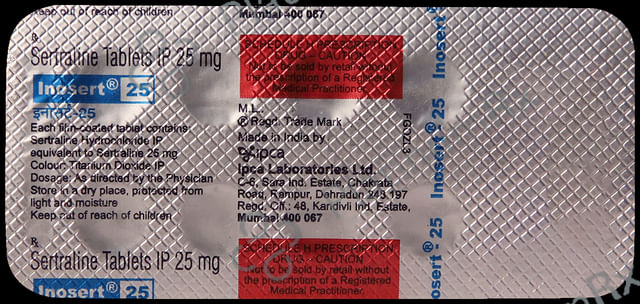 Keep out of reach of children
Rx
Sertraline Tablets IP 25 mg
Inosert® 25
इनोसर्ट-25
Each film-coated tablet contains:
Sertraline Hydrochloride IP
equivalent to Sertraline 25 mg
Colour: Titanium Dioxide IP
Dosage: As directed by the Physician
Store in a dry place, protected from
light and moisture
Keep out of reach of children
Rx
Sertraline Tablets IP 25 mg
Inosert® 25
Mumbai 400 067
SCHEDULE H PRESCRIPTION
DRUG – CAUTION
Not to be sold by retail without
the prescription of a Registered
Medical Practitioner.
M.L.
® Regd. Trade Mark
Made in India by
ipca
Ipca Laboratories Ltd.
C-6, Sara Ind. Estate, Chakrata
Road, Rampur, Dehradun 248 197
Regd. Off.: 48, Kandivli Ind. Estate,
Mumbai 400 067
SCHEDULE H PRESCRIPTION
DRUG – CAUTION
Not to be sold by retail without
the prescription of a Registered
Medical Practitioner.
Inosert® - 25 Inosert® - 25